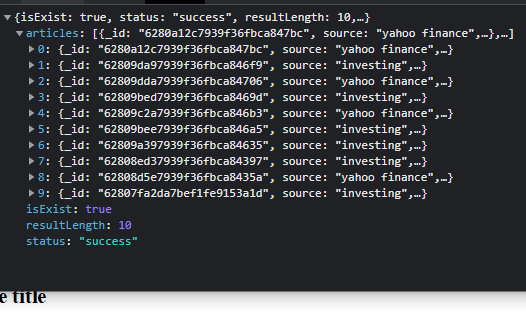 {isExist: true, status: "success", resultLength: 10,…}
articles: [{_id: "6280a12c7939f36fbca847bc", source: "yahoo finance",…},…]
0: {_id: "6280a12c7939f36fbca847bc", source: "yahoo finance",…}
1: {_id: "62809da97939f36fbca846f9", source: "investing",…}
2: {_id: "62809dda7939f36fbca84706", source: "yahoo finance",…}
3: {_id: "62809bed7939f36fbca8469d", source: "investing",…}
4: {_id: "62809c2a7939f36fbca846b3", source: "yahoo finance",…}
5: {_id: "62809bee7939f36fbca846a5", source: "investing",…}
6: {_id: "62809a397939f36fbca84635", source: "investing",…}
7: {_id: "62808ed37939f36fbca84397", source: "investing",…}
8: {_id: "62808d5e7939f36fbca8435a", source: "yahoo finance",…}
9: {_id: "62807fa2da7bef1fe9153a1d", source: "investing",…}
isExist: true
resultLength: 10
status: "success"
e title